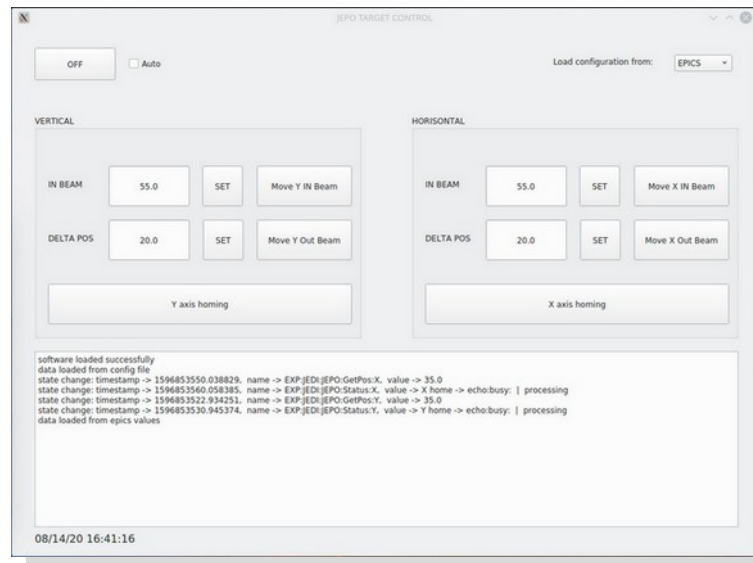 JEPO TARGET CONTROL
OFF
Auto
Load configuration from:
EPICS
VERTICAL
IN BEAM
55.0
SET
Move Y IN Beam
DELTA POS
20.0
SET
Move Y Out Beam
Y axis homing
HORISONTAL
IN BEAM
55.0
SET
Move X IN Beam
DELTA POS
20.0
SET
Move X Out Beam
X axis homing
software loaded successfully
data loaded from config file
state change: timestamp -> 1596853550.038829, name -> EXP:JEDI:JEPO:GetPos:X, value -> 35.0
state change: timestamp -> 1596853560.058385, name -> EXP:JEDI:JEPO:Status:X, value -> X home -> echo:busy: | processing
state change: timestamp -> 1596853522.934251, name -> EXP:JEDI:JEPO:GetPos:Y, value -> 35.0
state change: timestamp -> 1596853530.945374, name -> EXP:JEDI:JEPO:Status:Y, value -> Y home -> echo:busy: | processing
data loaded from epics values
08/14/20 16:41:16